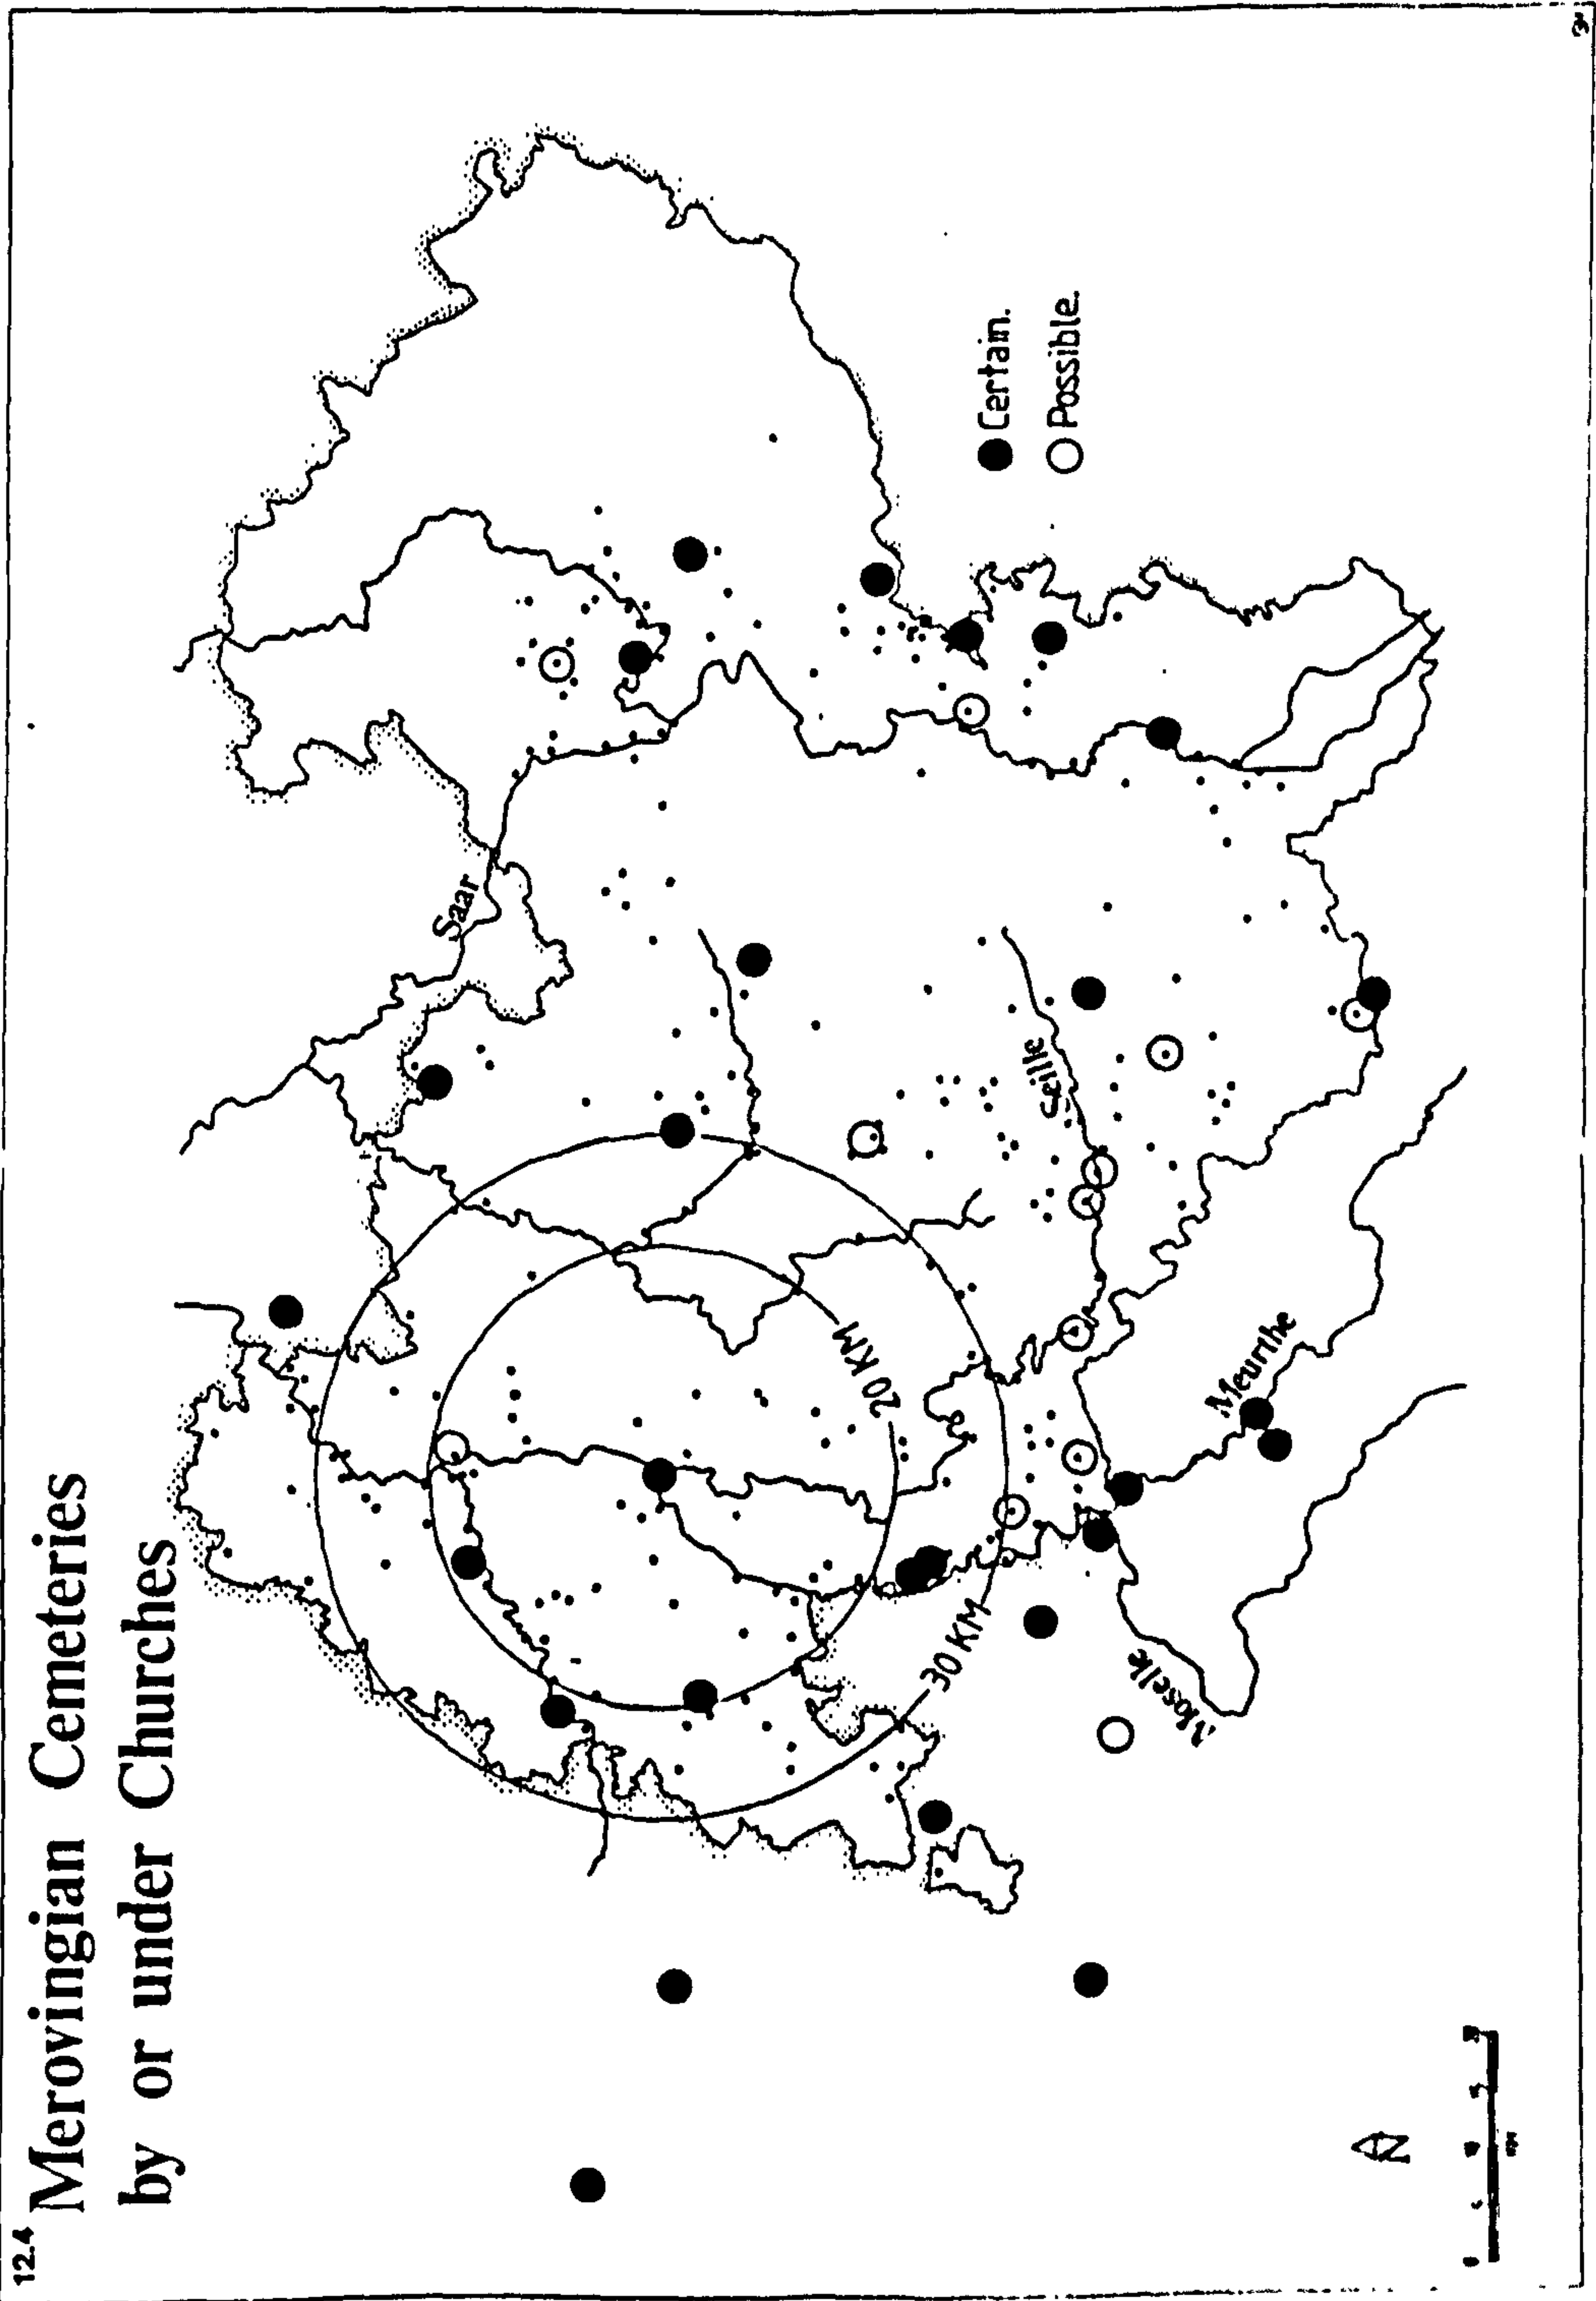 12.4
Merovingian Cemeteries
by or under Churches
Saar
Certain.
Possible.
Seille
20 KM
30 KM
Meurthe
Moselle
N